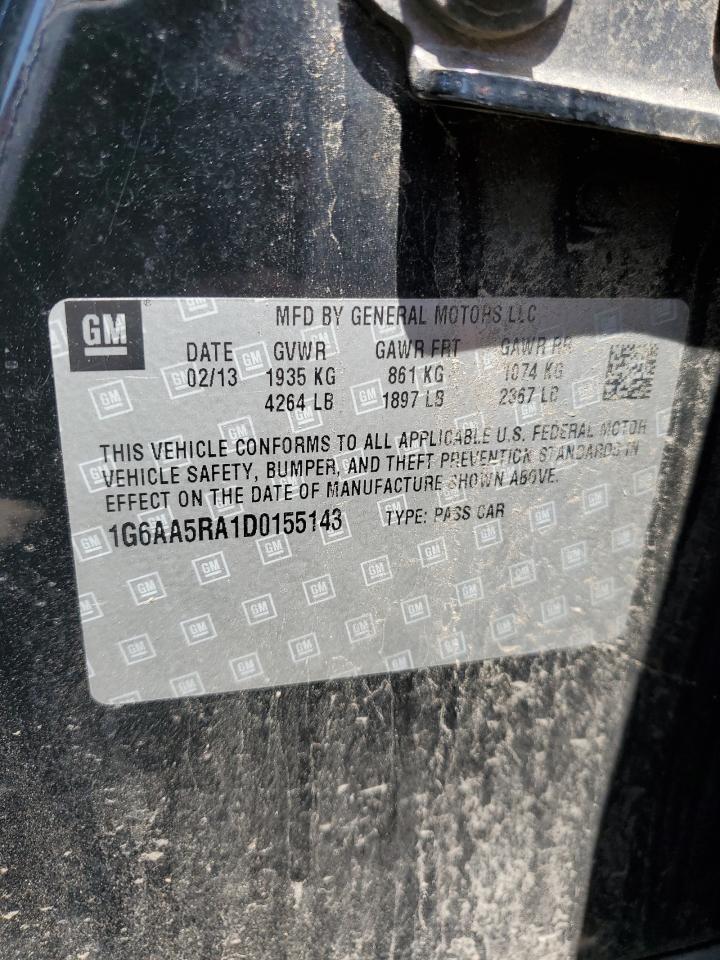 GM ®
MFD BY GENERAL MOTORS LLC
DATE GVWR GAWR FRT GAWR RR
02/13 1935 KG 861 KG 1074 KG
4264 LB 1897 LB 2367 LB
THIS VEHICLE CONFORMS TO ALL APPLICABLE U.S. FEDERAL MOTOR
VEHICLE SAFETY, BUMPER, AND THEFT PREVENTION STANDARDS IN
EFFECT ON THE DATE OF MANUFACTURE SHOWN ABOVE.
1G6AA5RA1D0155143 TYPE: PASS CAR